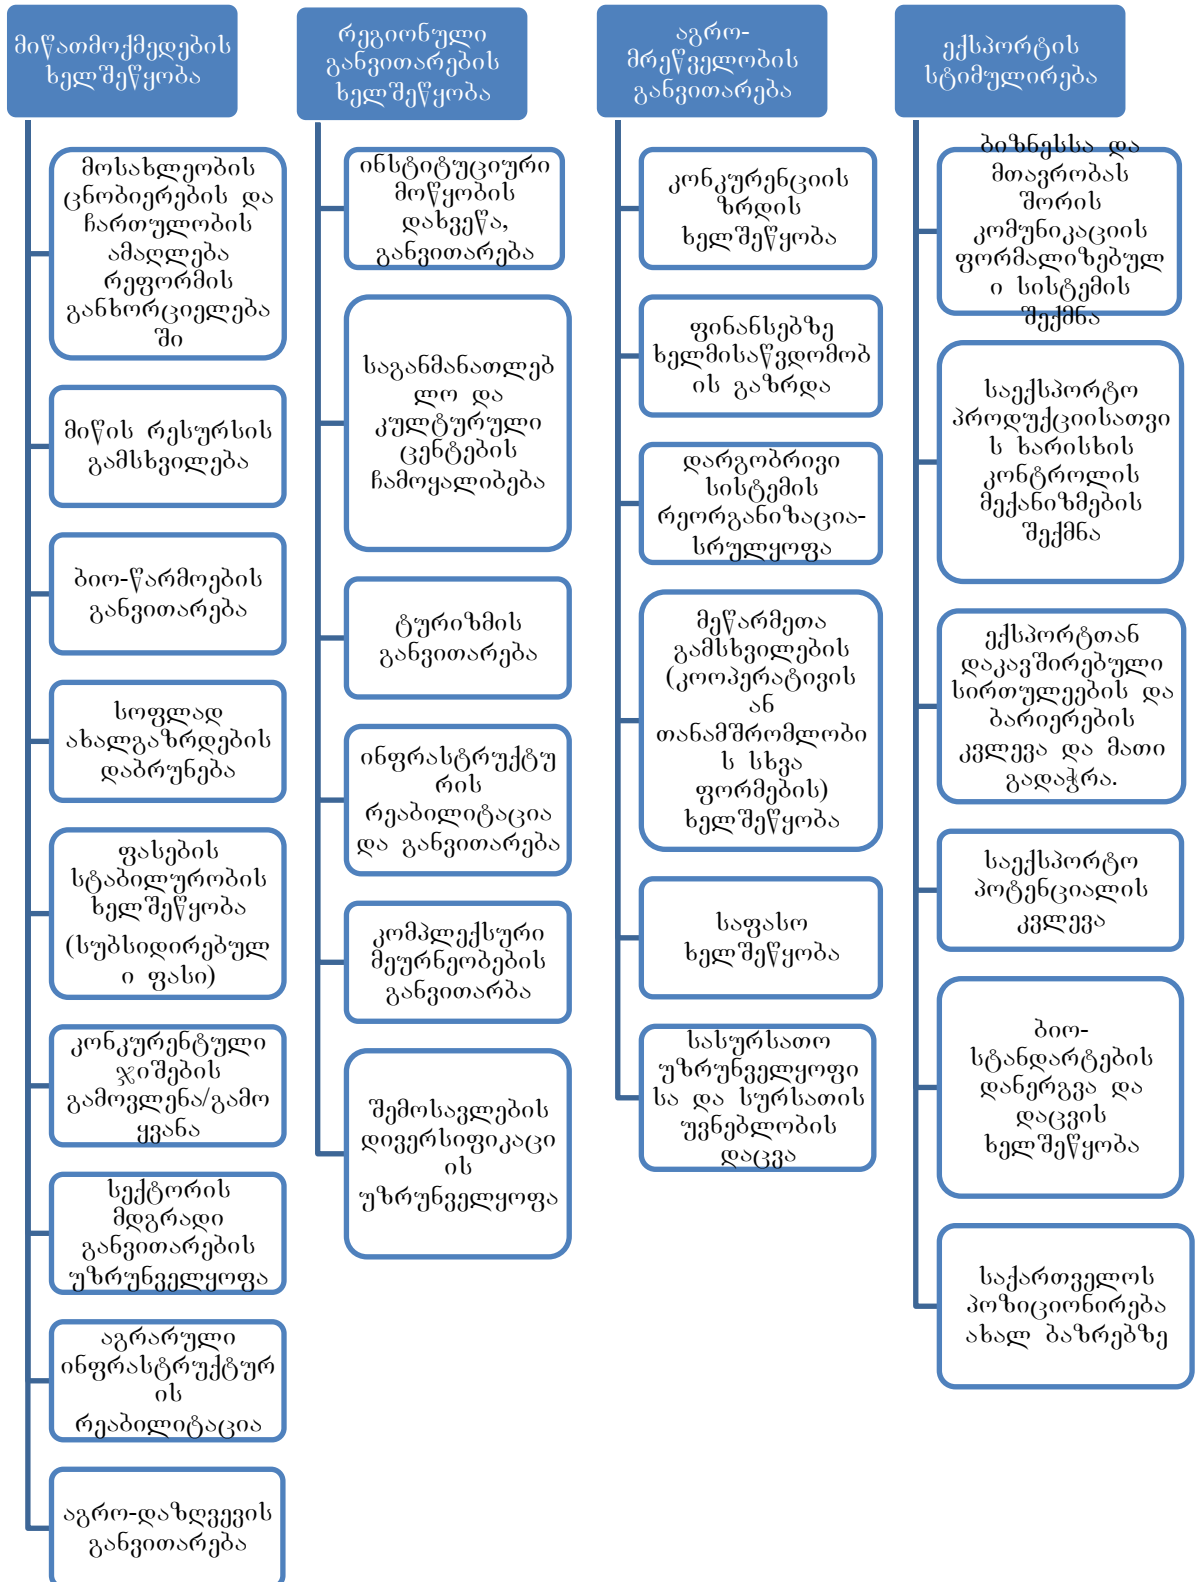 მიწათმოქმედების
ხელშეწყობა
მოსახლეობის
ცნობიერების და
ჩართულობის
ამაღლება
რეფორმის
განხორციელება
ში
მიწის რესურსის
გამსხვილება
ბიო-წარმოების
განვითარება
სოფლად
ახალგაზრდების
დაბრუნება
ფასების
სტაბილურობის
ხელშეწყობა
(სუბსიდირებულ
ი ფასი)
კონკურენტული
ჯიშების
გამოვლენა/გამო
ყვანა
სექტორის
მდგრადი
განვითარების
უზრუნველყოფა
აგრარული
ინფრასტრუქტურ
ის
რეაბილიტაცია
აგრო-დაზღვევის
განვითარება
რეგიონული
განვითარების
ხელშეწყობა
ინსტიტუციური
მოწყობის
დახვეწა,
განვითარება
საგანმანათლებ
ლო და
კულტურული
ცენტების
ჩამოყალიბება
ტურიზმის
განვითარება
ინფრასტრუქტუ
რის
რეაბილიტაცია
და განვითარება
კომპლექსური
მეურნეობების
განვითარბა
შემოსავლების
დივერსიფიკაცი
ის
უზრუნველყოფა
აგრო-
მრეწველობის
განვითარება
კონკურენციის
ზრდის
ხელშეწყობა
ფინანსებზე
ხელმისაწვდომობ
ის გაზრდა
დარგობრივი
სისტემის
რეორგანიზაცია-
სრულყოფა
მეწარმეთა
გამსხვილების
(კოოპერატივის
ან
თანამშრომლობი
ს სხვა
ფორმების)
ხელშეწყობა
საფასო
ხელშეწყობა
სასურსათო
უზრუნველყოფი
სა და სურსათის
უვნებლობის
დაცვა
ექსპორტის
სტიმულირება
ბიზნესსა და
მთავრობას
შორის
კომუნიკაციის
ფორმალიზებულ
ი სისტემის
შექმნა
საექსპორტო
პროდუქციისათვი
ს ხარისხის
კონტროლის
მექანიზმების
შექმნა
ექსპორტთან
დაკავშირებული
სირთულეების და
ბარიერების
კვლევა და მათი
გადაჭრა.
საექსპორტო
პოტენციალის
კვლევა
ბიო-
სტანდარტების
დანერგვა და
დაცვის
ხელშეწყობა
საქართველოს
პოზიციონირება
ახალ ბაზრებზე